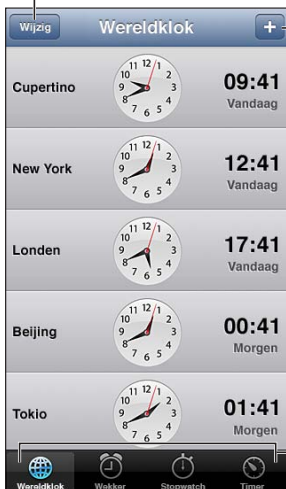 Wijzig Wereldklok +
Cupertino 09:41
Vandaag
New York 12:41
Vandaag
Londen 17:41
Vandaag
Beijing 00:41
Morgen
Tokio 01:41
Morgen
Wereldklok Wekker Stopwatch Timer